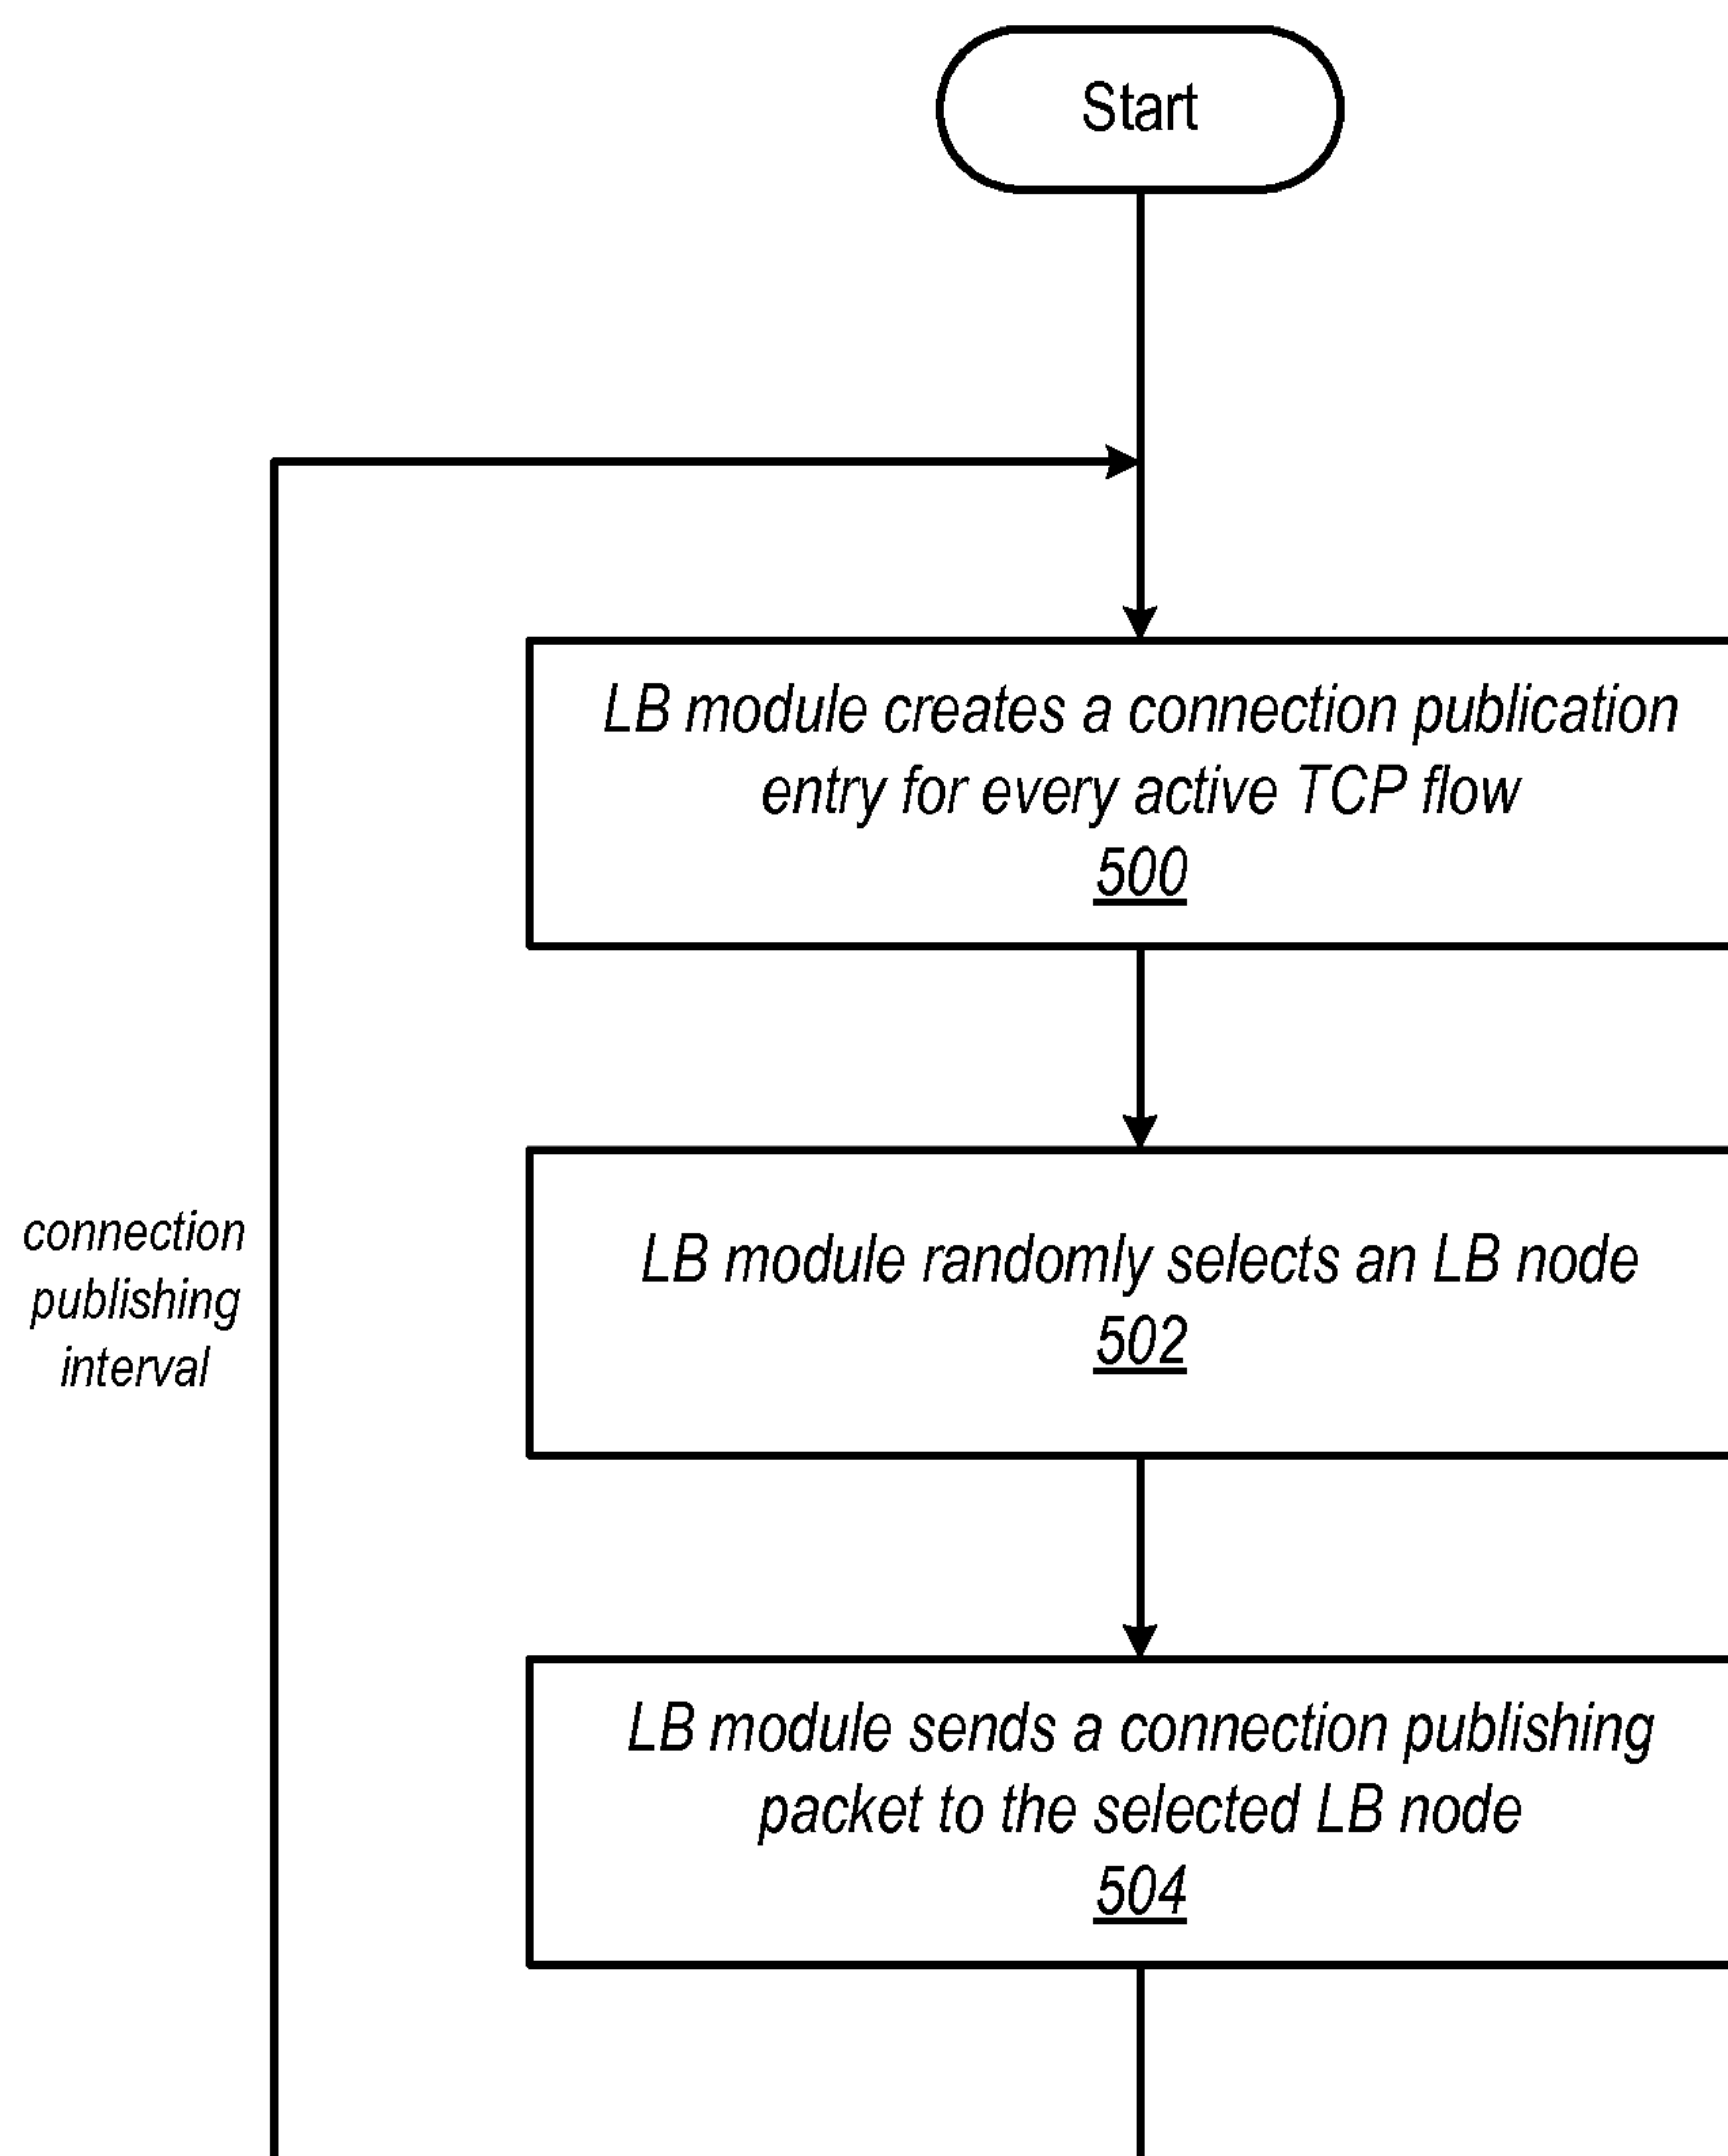 Start
LB module creates a connection publication
entry for every active TCP flow
500
LB module randomly selects an LB node
502
connection
publishing
interval
LB module sends a connection publishing
packet to the selected LB node
504